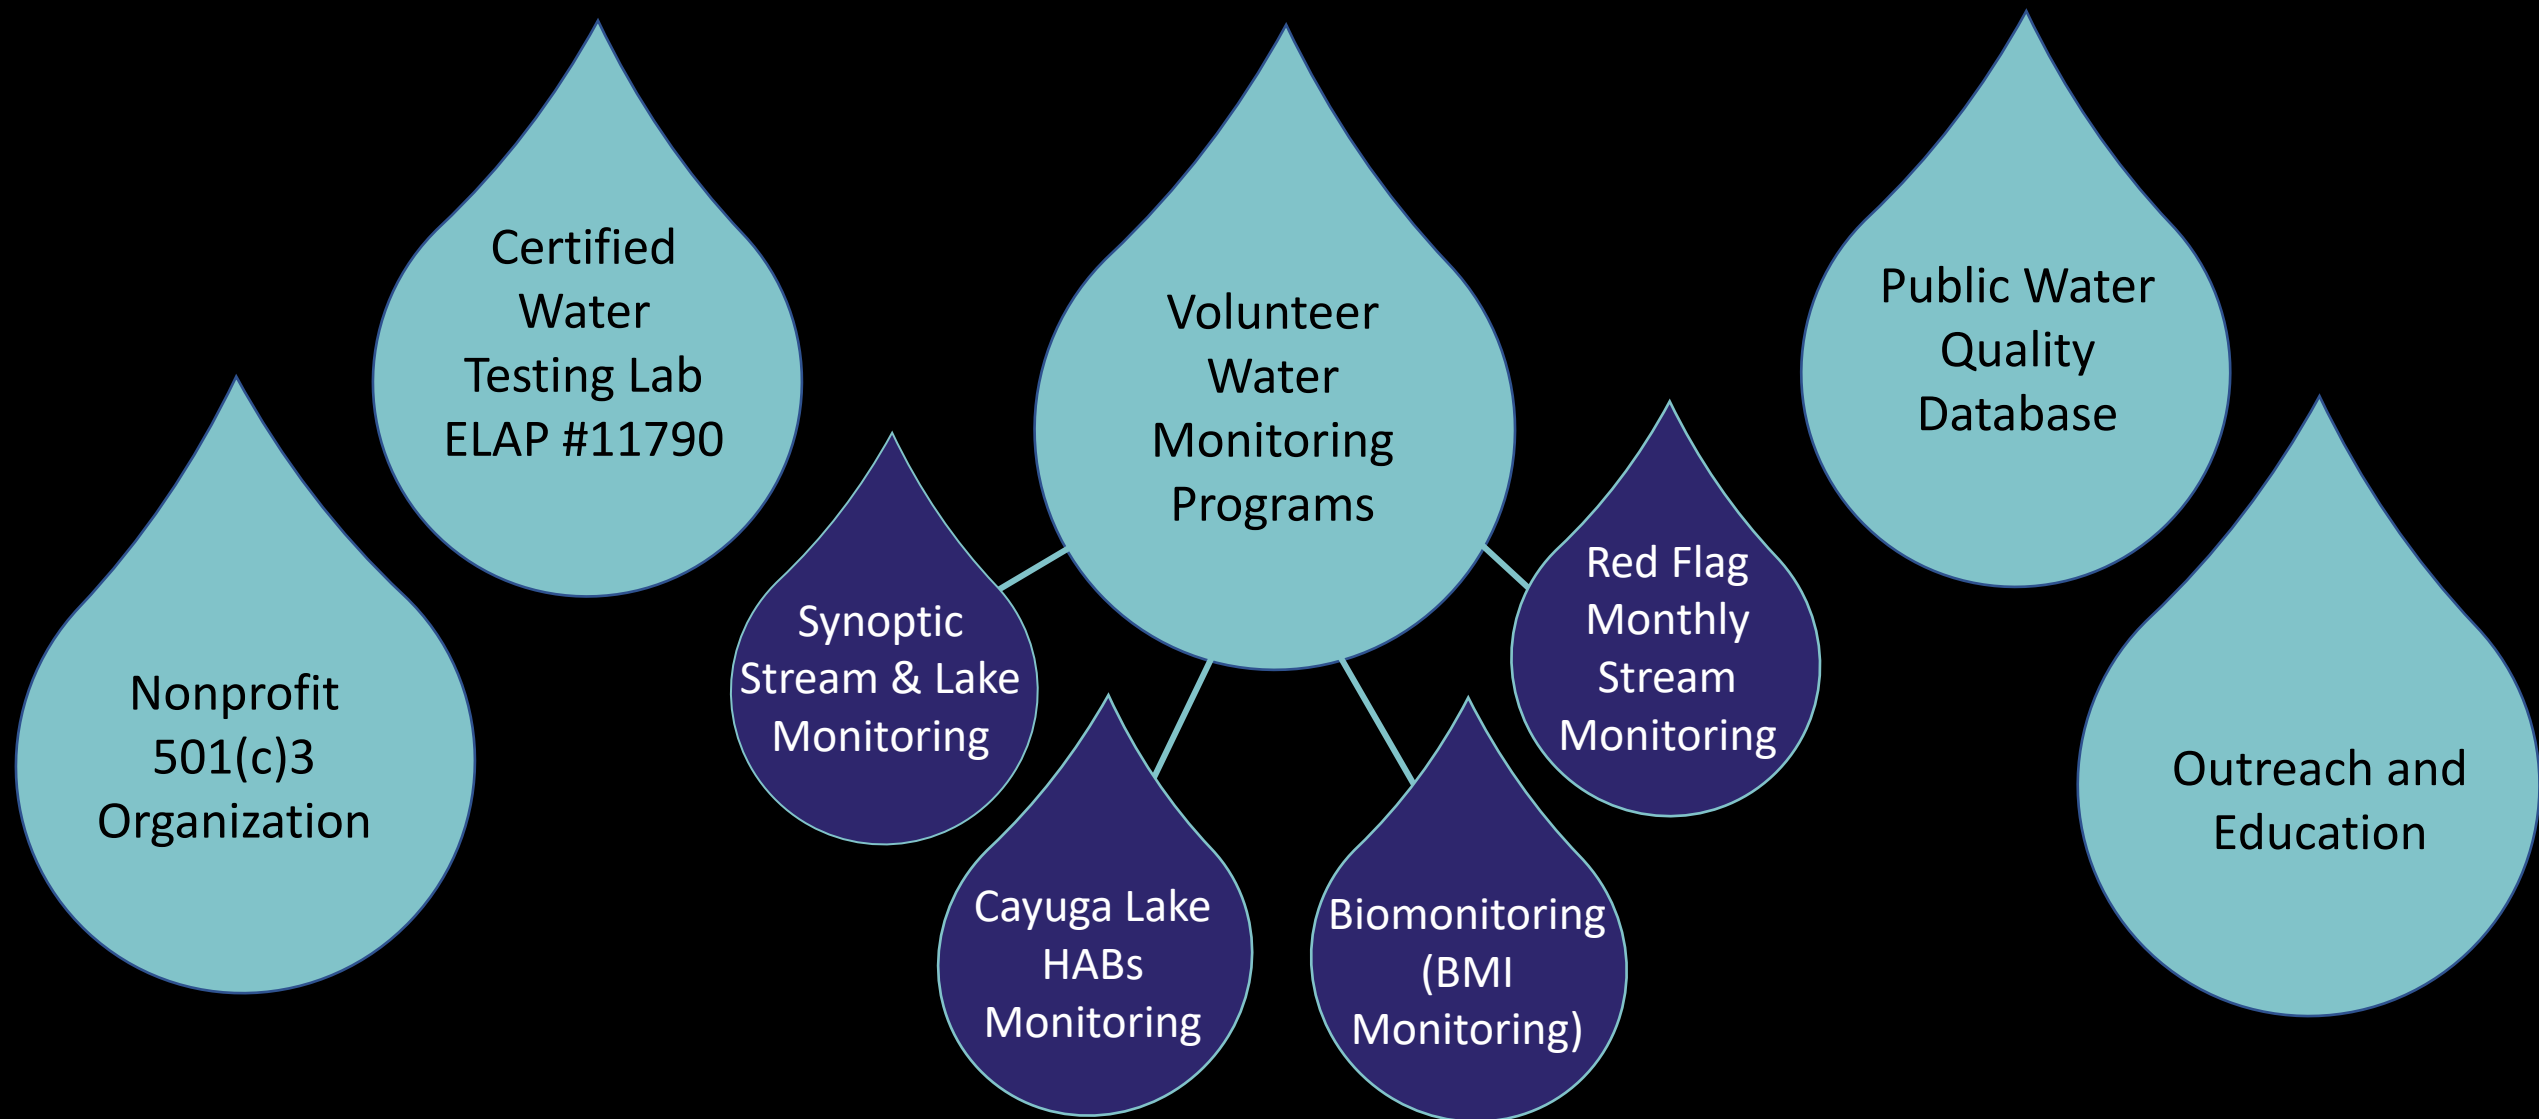 Nonprofit
501(c)3
Organization
Certified
Water
Testing Lab
ELAP #11790
Volunteer
Water
Monitoring
Programs
Synoptic
Stream & Lake
Monitoring
Cayuga Lake
HABs
Monitoring
Biomonitoring
(BMI
Monitoring)
Red Flag
Monthly
Stream
Monitoring
Public Water
Quality
Database
Outreach and
Education